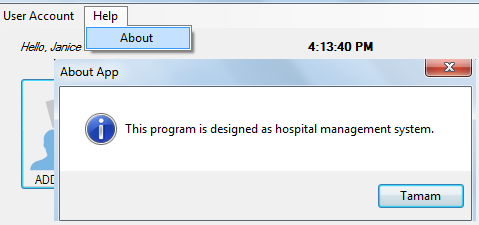 User Account Help
About
Hello, Janice
4:13:40 PM
About App
This program is designed as hospital management system.
ADD
Tamam